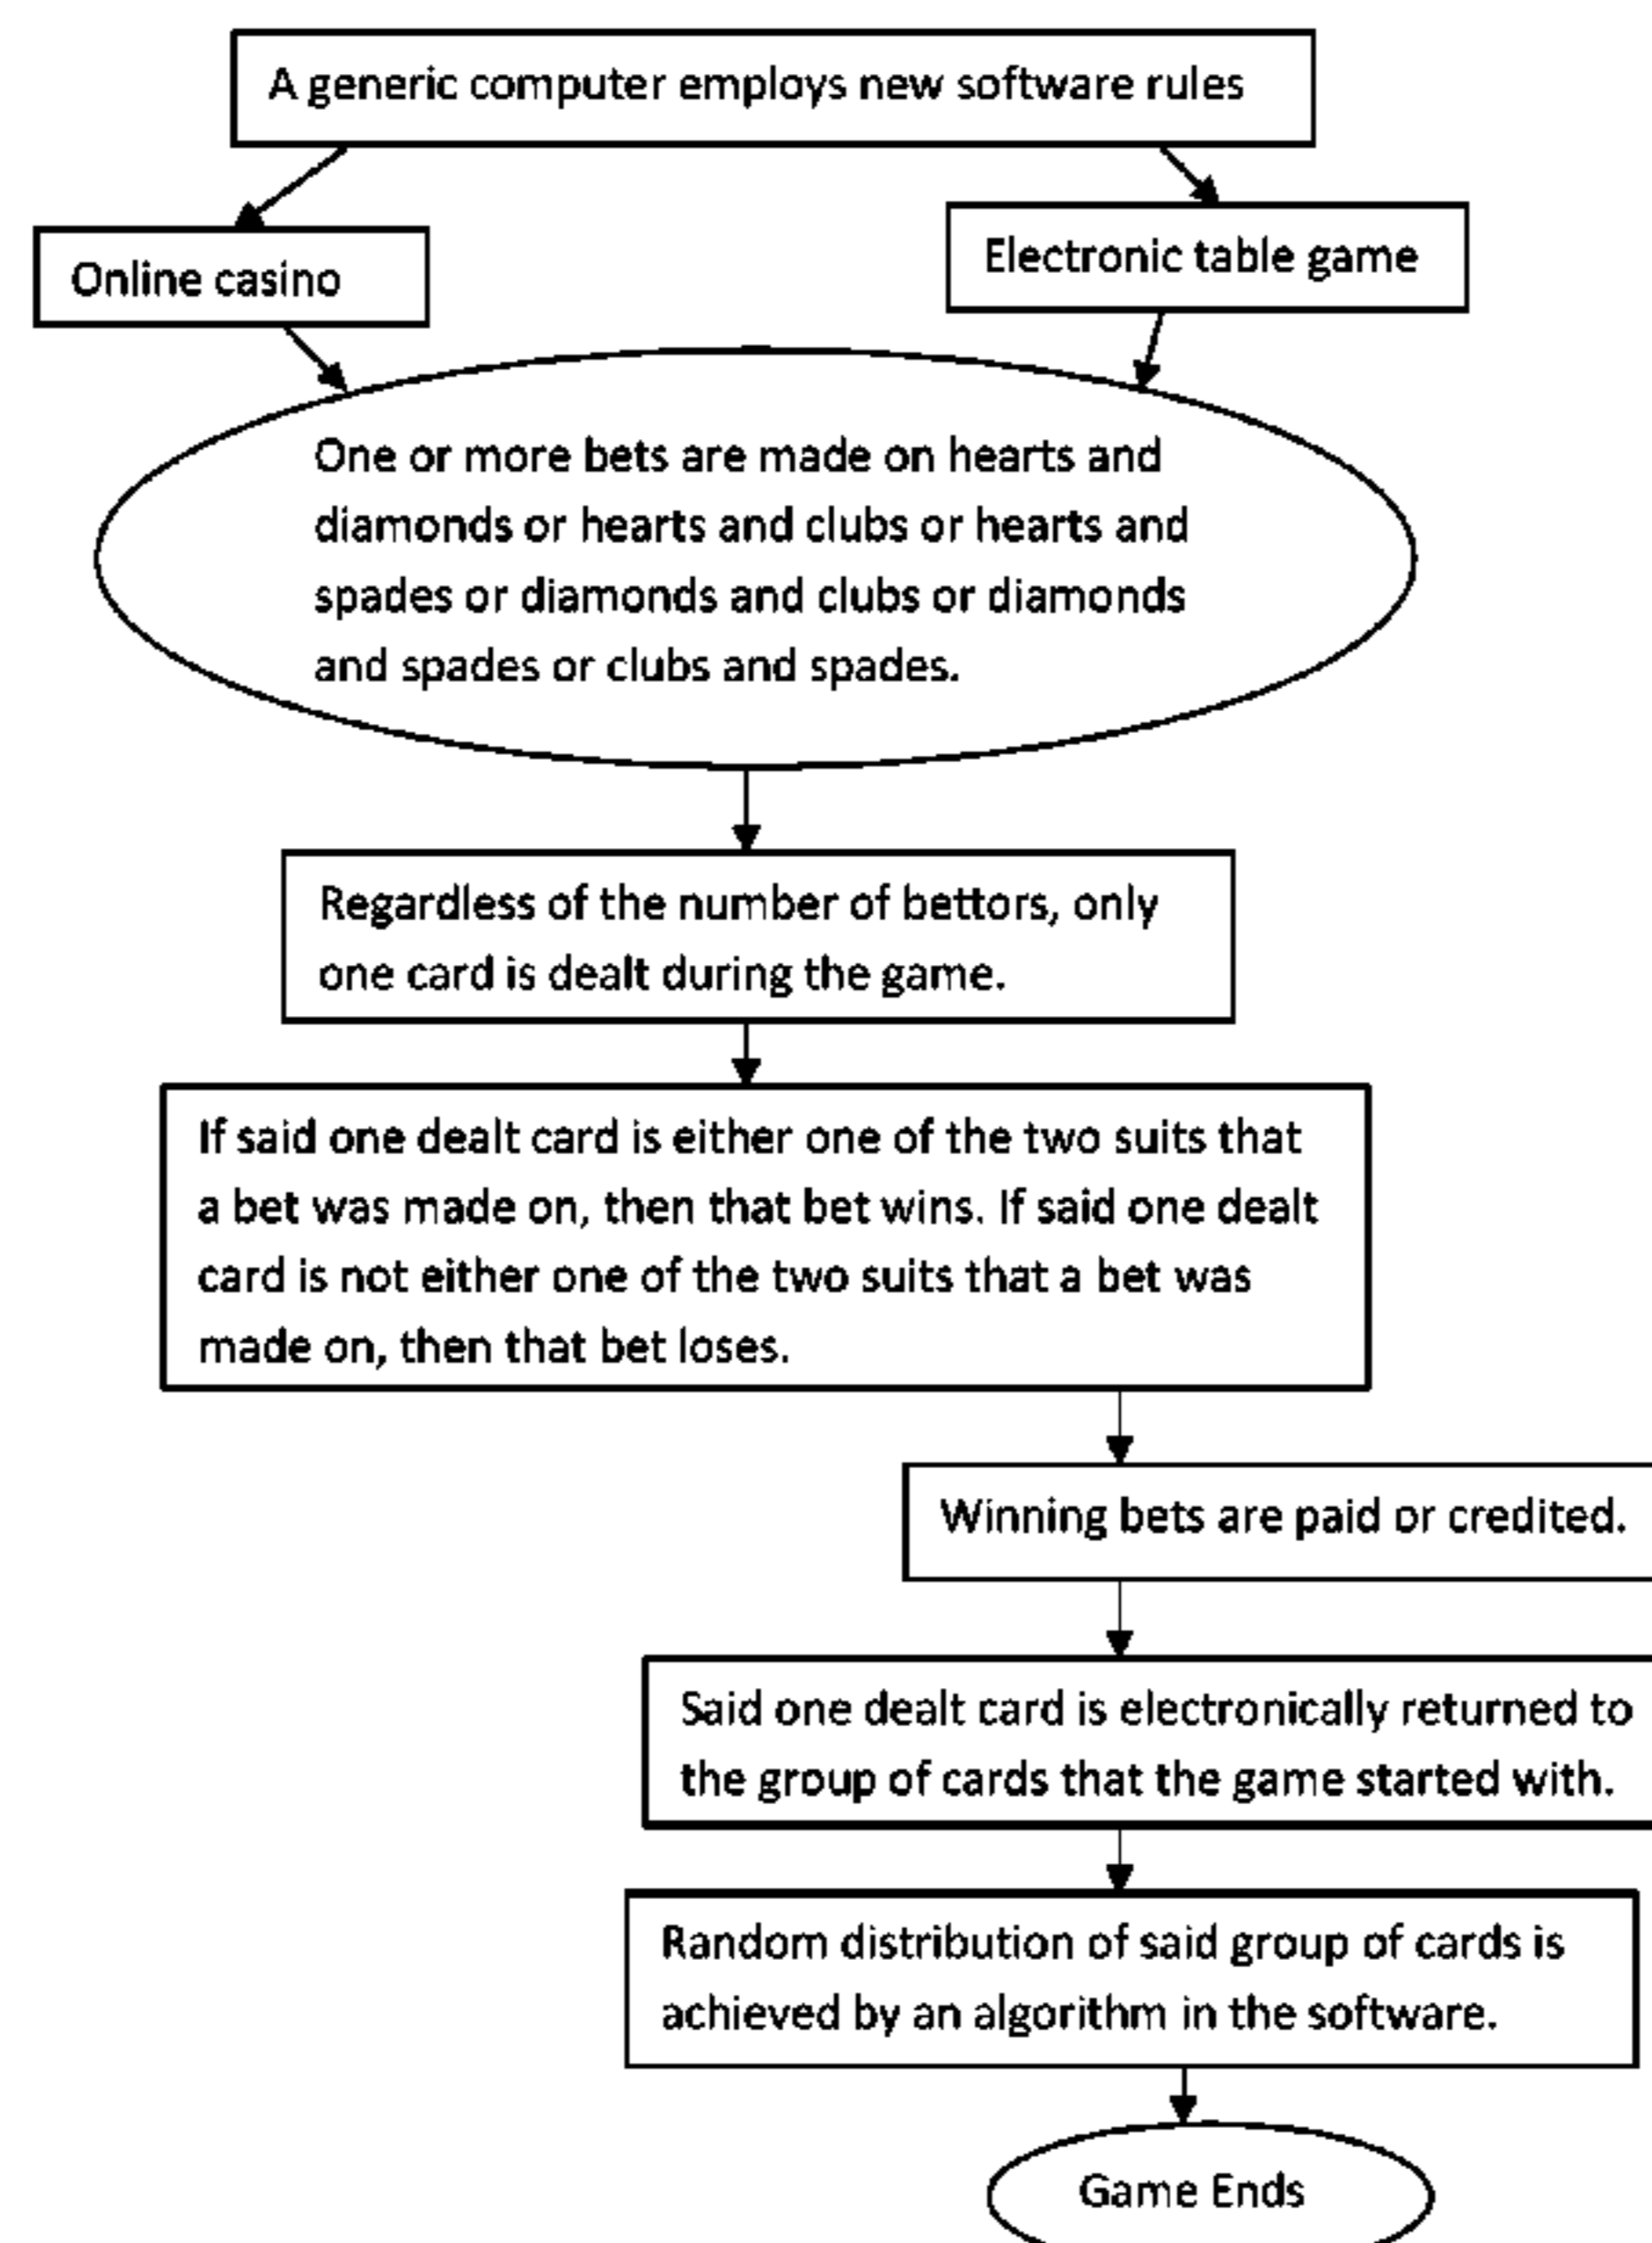 A generic computer employs new software rules
Online casino
Electronic table game
One or more bets are made on hearts and
diamonds or hearts and clubs or hearts and
spades or diamonds and clubs or diamonds
and spades or clubs and spades.
Regardless of the number of bettors, only
one card is dealt during the game.
If said one dealt card is either one of the two suits that
a bet was made on, then that bet wins. If said one dealt
card is not either one of the two suits that a bet was
made on, then that bet loses.
Winning bets are paid or credited.
Said one dealt card is electronically returned to
the group of cards that the game started with.
Random distribution of said group of cards is
achieved by an algorithm in the software.
Game Ends